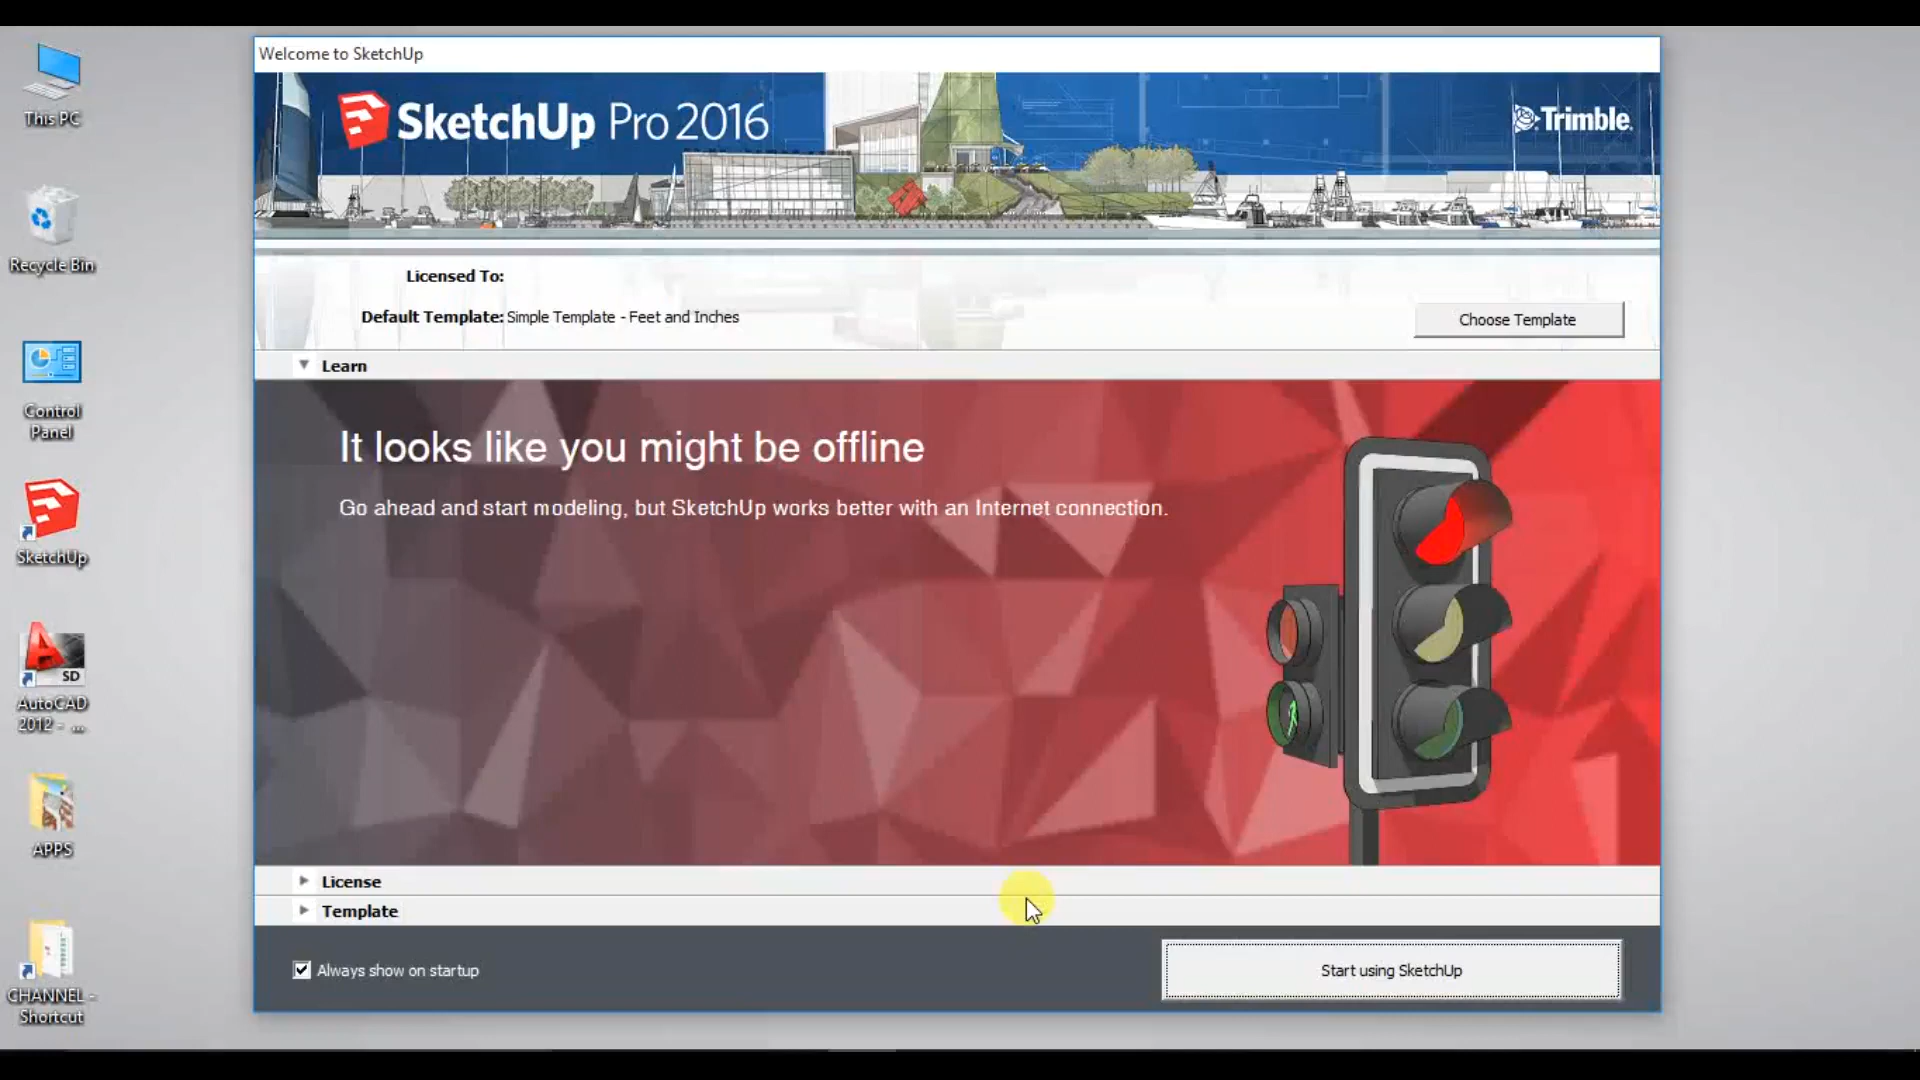 Welcome to SketchUp
SketchUp Pro 2016
Trimble.
Licensed To:
Default Template: Simple Template - Feet and Inches
Choose Template
Learn
It looks like you might be offline
Go ahead and start modeling, but SketchUp works better with an Internet connection.
License
Template
Always show on startup
Start using SketchUp
This PC
Recycle Bin
Control
Panel
SketchUp
SD
AutoCAD
2012 - ...
APPS
CHANNEL -
Shortcut